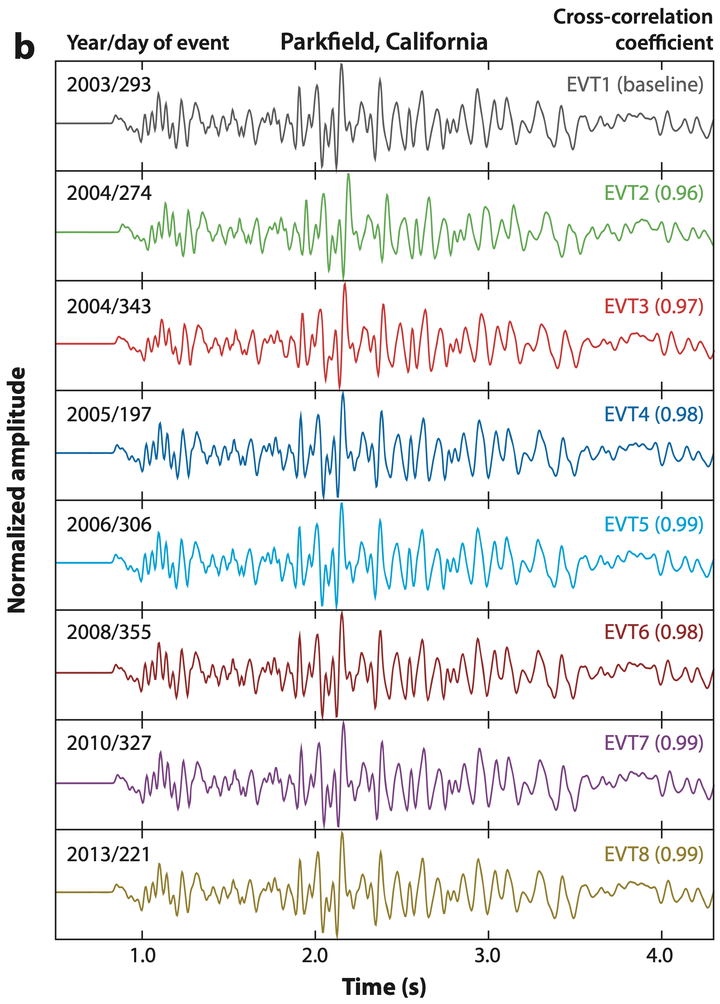 b
Year/day of event
Parkfield, California
Cross-correlation
coefficient
2003/293
EVT1 (baseline)
2004/274
EVT2 (0.96)
2004/343
EVT3 (0.97)
2005/197
EVT4 (0.98)
2006/306
EVT5 (0.99)
2008/355
EVT6 (0.98)
2010/327
EVT7 (0.99)
2013/221
EVT8 (0.99)
Normalized amplitude
1.0
2.0
3.0
4.0
Time (s)